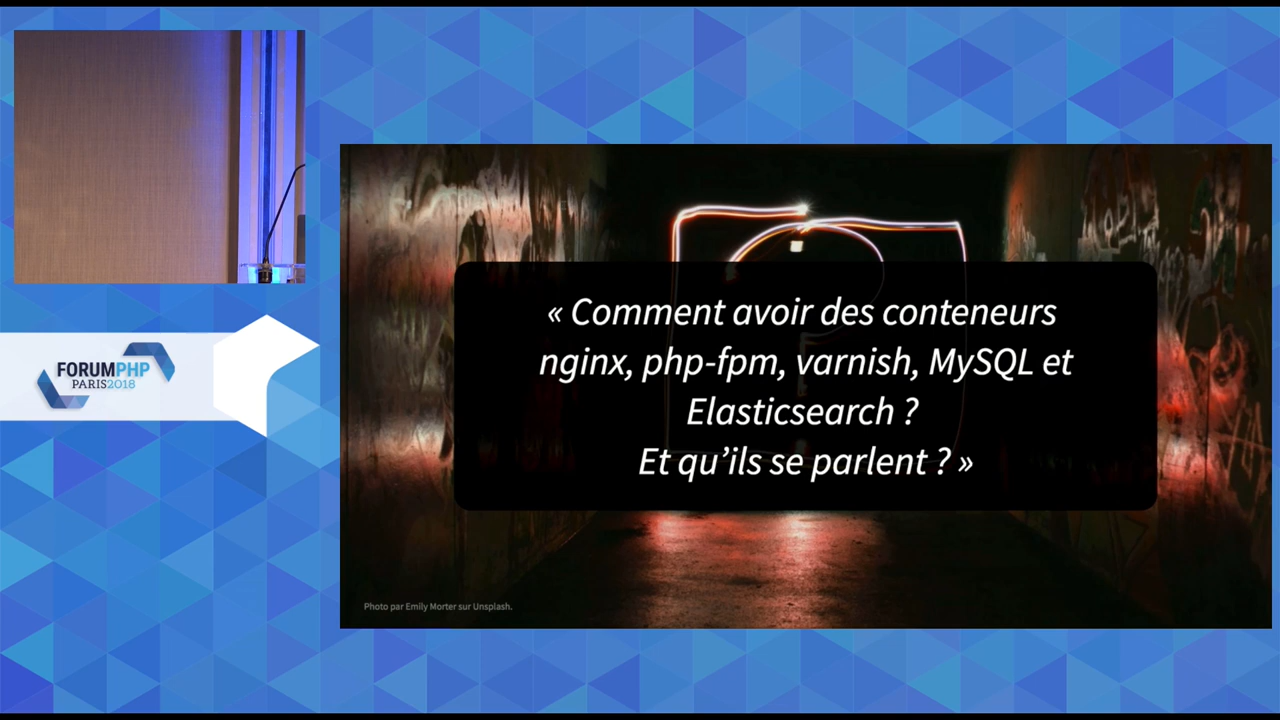 FORUMPHP
PARIS2018
« Comment avoir des conteneurs
nginx, php-fpm, varnish, MySQL et
Elasticsearch ?
Et qu’ils se parlent ? »
Photo par Emily Morter sur Unsplash.